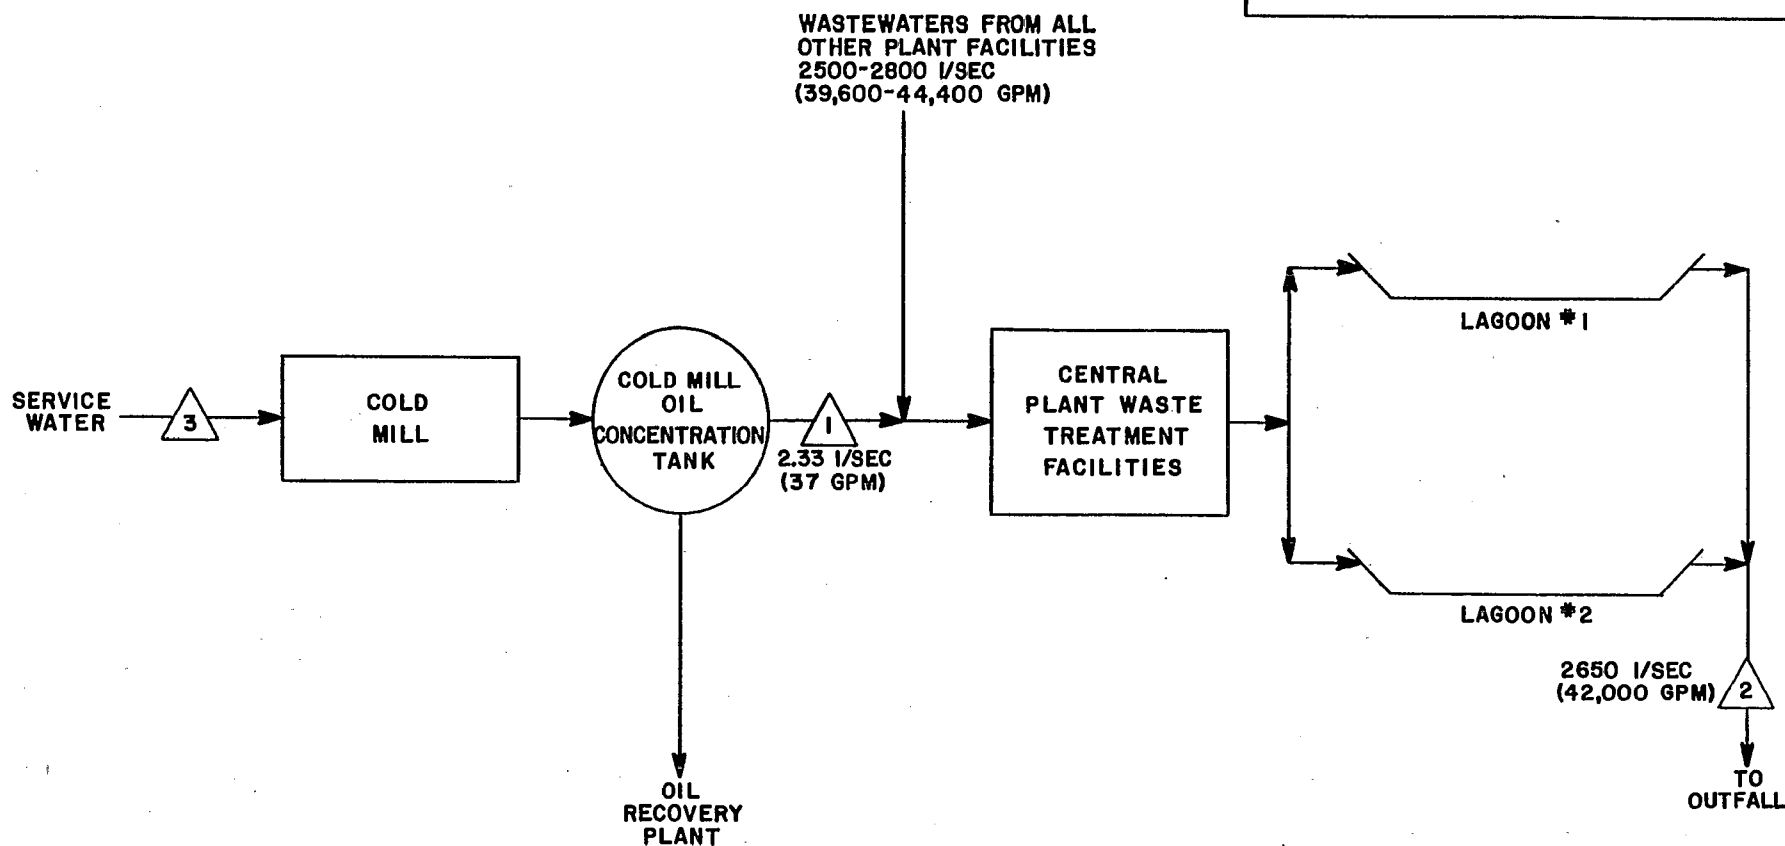 WASTEWATERS FROM ALL
OTHER PLANT FACILITIES
2500-2800 l/SEC
(39,600-44,400 GPM)
SERVICE
WATER
3
COLD
MILL
COLD MILL
OIL
CONCENTRATION
TANK
1
2.33 l/SEC
(37 GPM)
CENTRAL
PLANT WASTE
TREATMENT
FACILITIES
LAGOON #1
LAGOON #2
2650 l/SEC
(42,000 GPM)
2
TO
OUTFALL
OIL
RECOVERY
PLANT